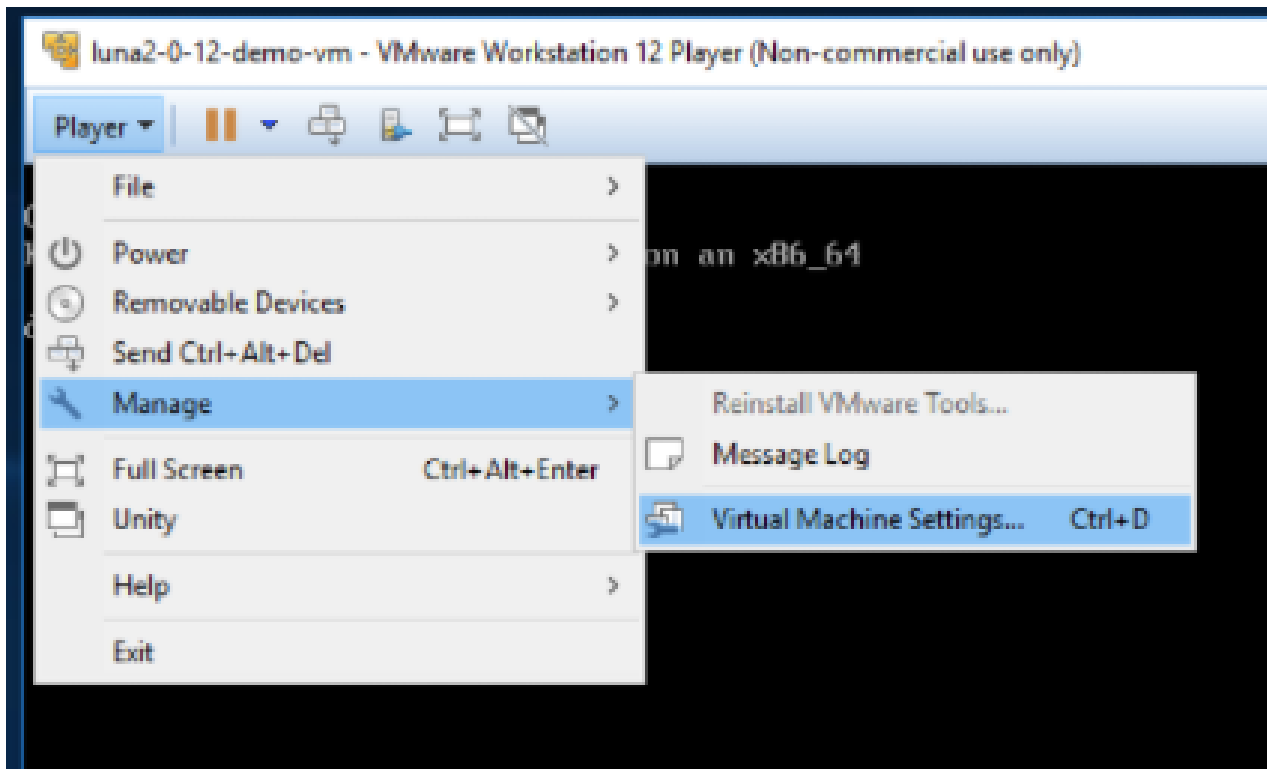 luna2-0-12-demo-vm - VMware Workstation 12 Player (Non-commercial use only)
Player
File
Power
on an x86_64
Removable Devices
Send Ctrl+Alt+Del
Manage
Reinstall VMware Tools...
Message Log
Full Screen Ctrl+Alt+Enter
Unity
Virtual Machine Settings... Ctrl+D
Help
Exit